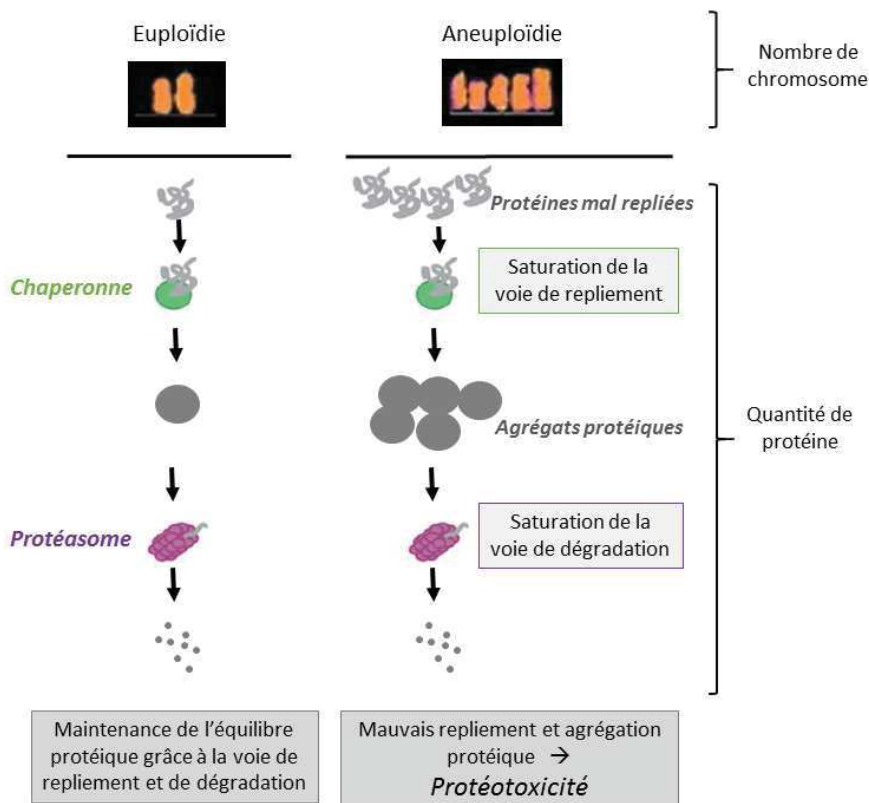 Euploïdie
Aneuploïdie
Nombre de
chromosome
Protéines mal repliées
Chaperonne
Saturation de la
voie de repliement
Agrégats protéiques
Quantité de
protéine
Protéasome
Saturation de la
voie de dégradation
Maintenance de l'équilibre
protéique grâce à la voie de
repliement et de dégradation
Mauvais repliement et agrégation
protéique →
Protéotoxicité